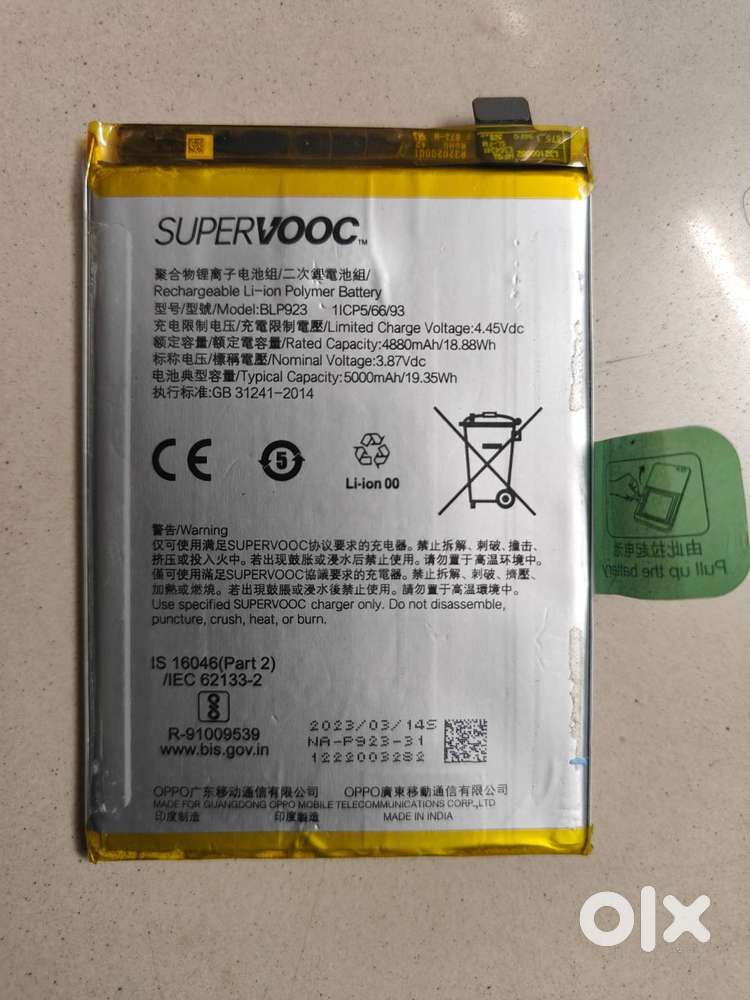 SUPERVOOC™
聚合物锂离子电池组/二次鋰電池組/
Rechargeable Li-ion Polymer Battery
型号/型號/Model:BLP923 1ICP5/66/93
充电限制电压/充電限制電壓/Limited Charge Voltage:4.45Vdc
额定容量/額定電容量/Rated Capacity:4880mAh/18.88Wh
标称电压/標稱電壓/Nominal Voltage:3.87Vdc
电池典型容量/Typical Capacity:5000mAh/19.35Wh
执行标准:GB 31241-2014
CE
5
Li-ion 00
警告/Warning
仅可使用满足SUPERVOOC协议要求的充电器。禁止拆解、刺破、撞击、
挤压或投入火中。若出现鼓胀或浸水后禁止使用。请勿置于高温环境中。
僅可使用滿足SUPERVOOC協議要求的充電器。禁止拆解、刺破、擠壓、
加熱或燃燒。若出現鼓脹或浸水後禁止使用。請勿置于高溫環境中。
Use specified SUPERVOOC charger only. Do not disassemble,
puncture, crush, heat, or burn.
由此拉起电池
Pull up the battery
IS 16046(Part 2)
/IEC 62133-2
R-91009539
www.bis.gov.in
2023/03/14S
NA-P923-31
1222003282
OPPO广东移动通信有限公司 OPPO廣東移動通信有限公司
MADE FOR GUANGDONG OPPO MOBILE TELECOMMUNICATIONS CORP.,LTD
印度制造 印度製造 MADE IN INDIA
olx